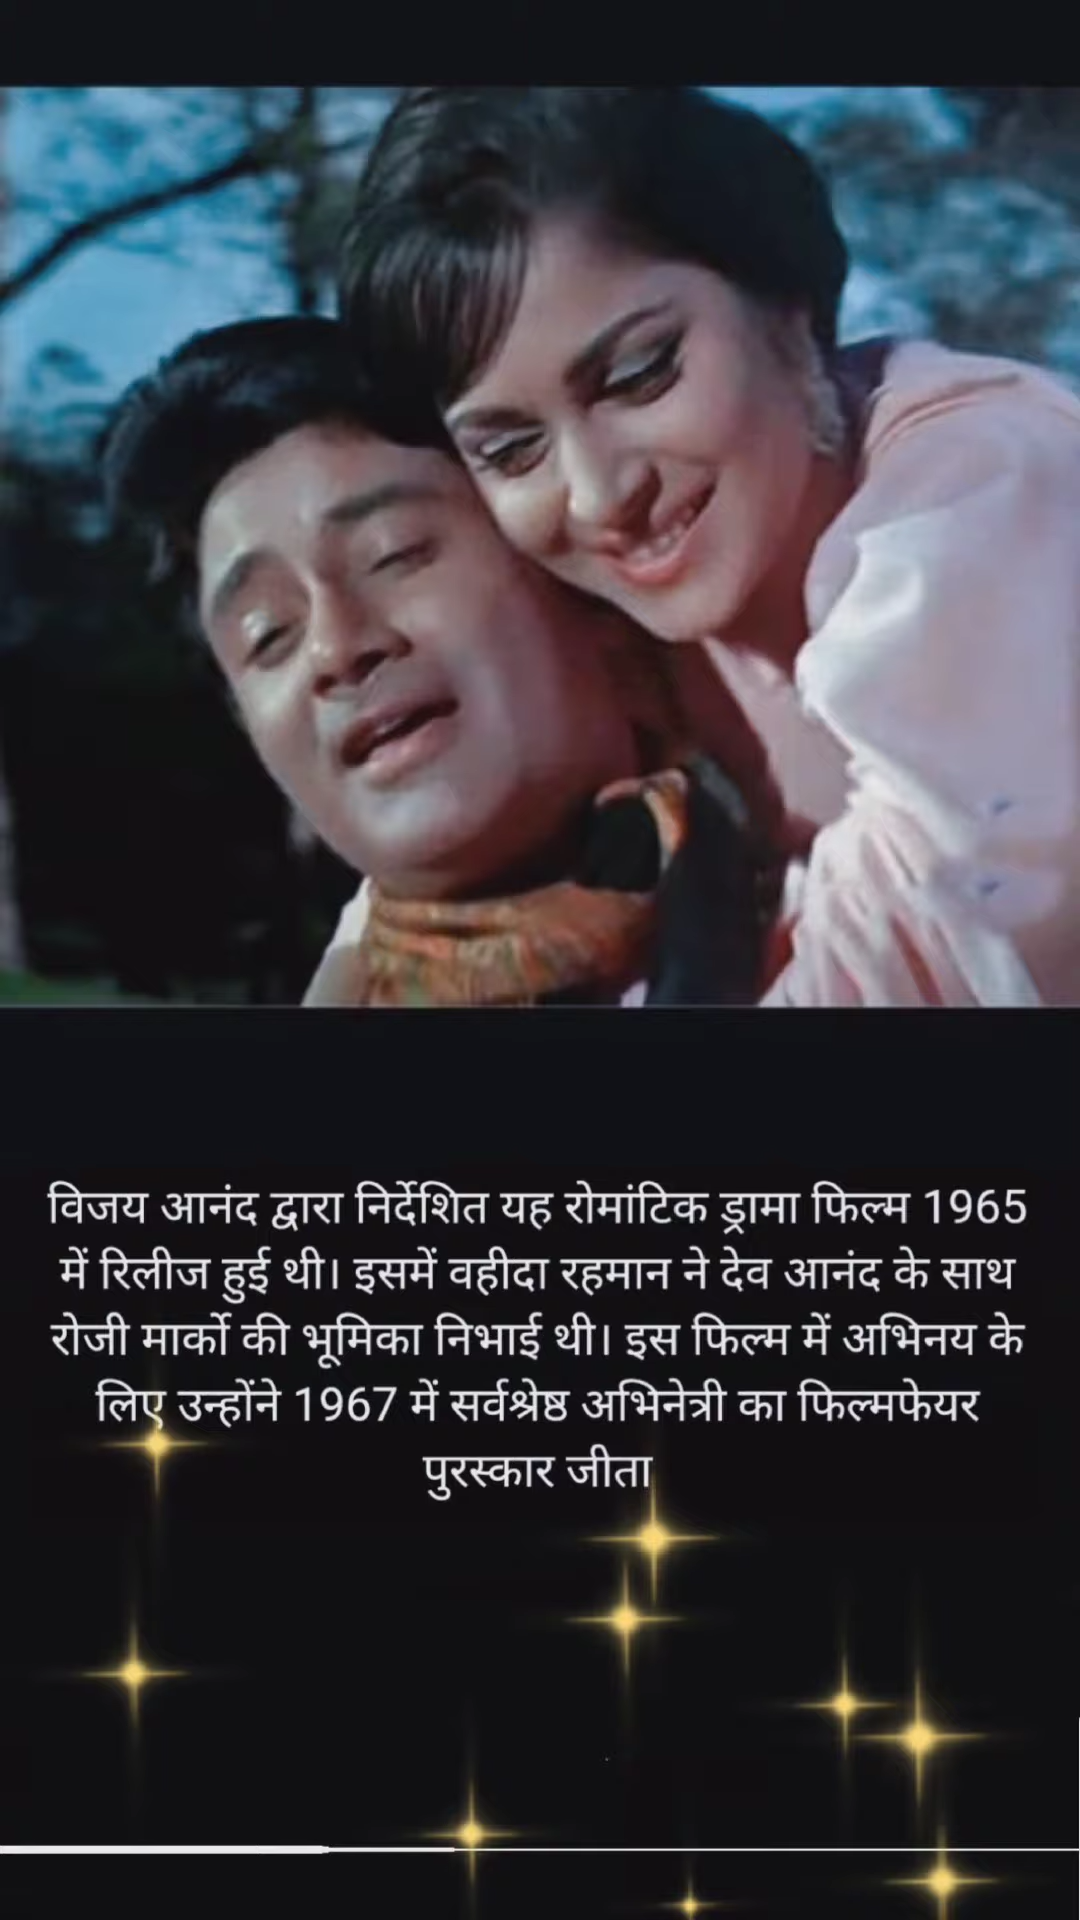 विजय आनंद द्वारा निर्देशित यह रोमांटिक ड्रामा फिल्म 1965
में रिलीज हुई थी। इसमें वहीदा रहमान ने देव आनंद के साथ
रोजी मार्को की भूमिका निभाई थी। इस फिल्म में अभिनय के
लिए उन्होंने 1967 में सर्वश्रेष्ठ अभिनेत्री का फिल्मफेयर
पुरस्कार जीता